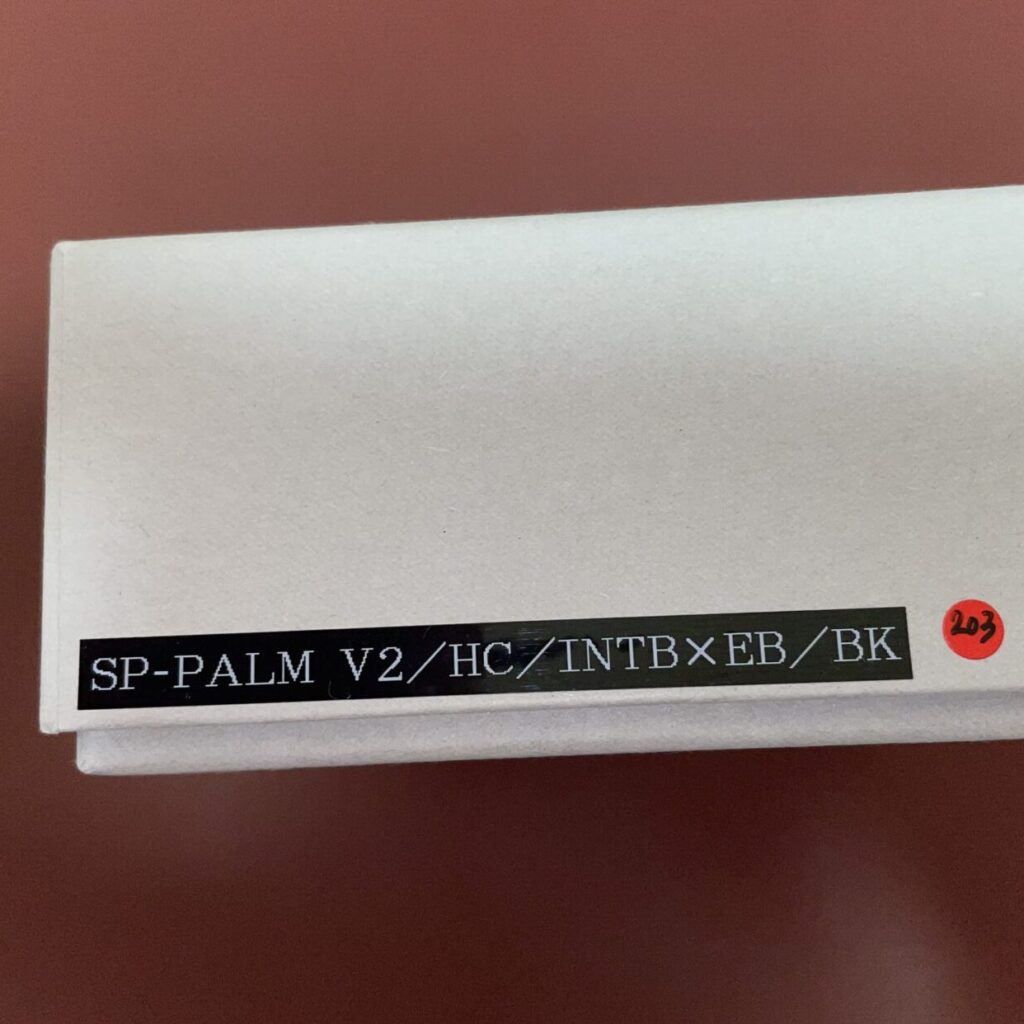 SP-PALM V2/HC/INTB×EB/BK
203